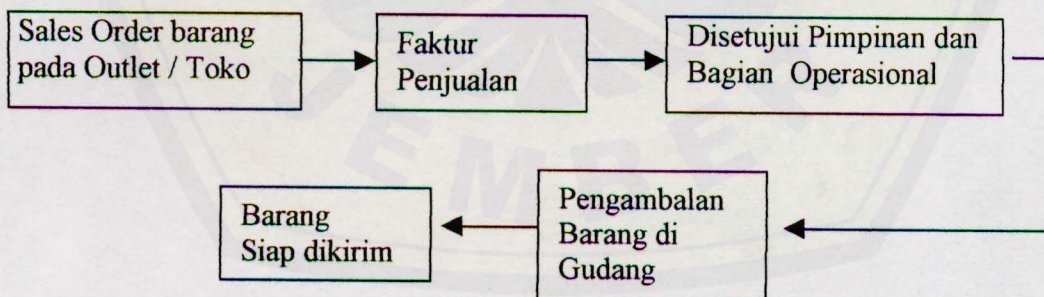 Sales Order barang
pada Outlet / Toko
Faktur
Penjualan
Disetujui Pimpinan dan
Bagian Operasional
Pengambalan
Barang di
Gudang
Barang
Siap dikirim
JEMBER